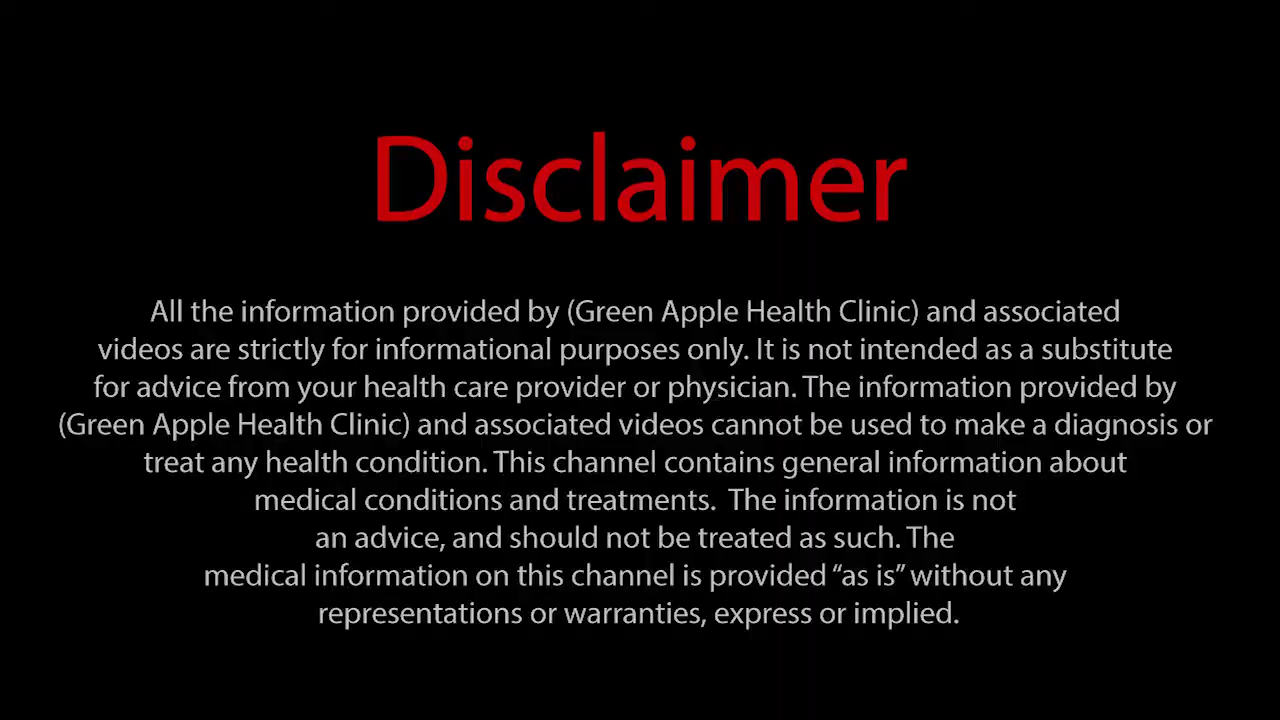 Disclaimer
All the information provided by (Green Apple Health Clinic) and associated
videos are strictly for informational purposes only. It is not intended as a substitute
for advice from your health care provider or physician. The information provided by
(Green Apple Health Clinic) and associated videos cannot be used to make a diagnosis or
treat any health condition. This channel contains general information about
medical conditions and treatments.  The information is not
an advice, and should not be treated as such. The
medical information on this channel is provided “as is” without any
representations or warranties, express or implied.